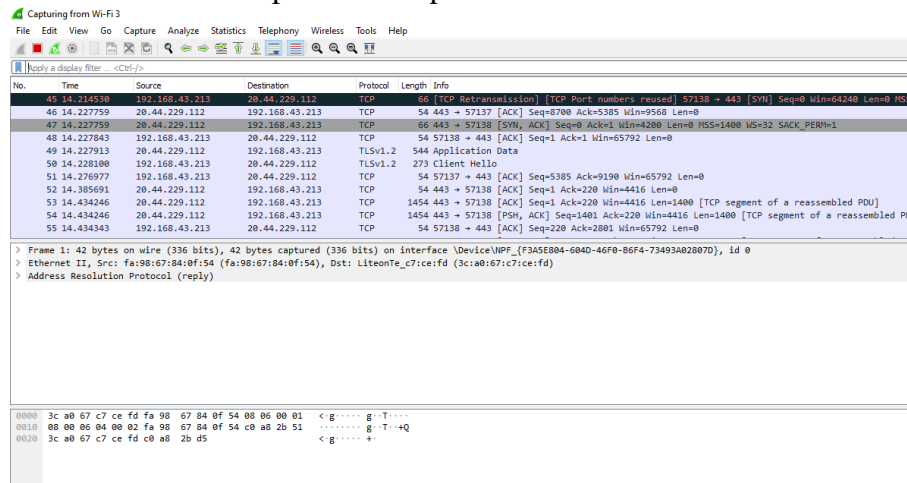 Capturing from Wi-Fi 3
File Edit View Go Capture Analyze Statistics Telephony Wireless Tools Help
Apply a display filter ... <Ctrl-/>
No. Time Source Destination Protocol Length Info
45 14.214530 192.168.43.213 20.44.229.112 TCP 66 [TCP Retransmission] [TCP Port numbers reused] 57138 → 443 [SYN] Seq=0 Win=64240 Len=0 MS
46 14.227759 20.44.229.112 192.168.43.213 TCP 54 443 → 57137 [ACK] Seq=8700 Ack=5385 Win=9568 Len=0
47 14.227759 20.44.229.112 192.168.43.213 TCP 66 443 → 57138 [SYN, ACK] Seq=0 Ack=1 Win=4200 Len=0 MSS=1400 WS=32 SACK_PERM=1
48 14.227843 192.168.43.213 20.44.229.112 TCP 54 57138 → 443 [ACK] Seq=1 Ack=1 Win=65792 Len=0
49 14.227913 192.168.43.213 20.44.229.112 TLSv1.2 544 Application Data
50 14.228100 192.168.43.213 20.44.229.112 TLSv1.2 273 Client Hello
51 14.276977 192.168.43.213 20.44.229.112 TCP 54 57137 → 443 [ACK] Seq=5385 Ack=9190 Win=65792 Len=0
52 14.385691 20.44.229.112 192.168.43.213 TCP 54 443 → 57138 [ACK] Seq=1 Ack=220 Win=4416 Len=0
53 14.434246 20.44.229.112 192.168.43.213 TCP 1454 443 → 57138 [ACK] Seq=1 Ack=220 Win=4416 Len=1400 [TCP segment of a reassembled PDU]
54 14.434246 20.44.229.112 192.168.43.213 TCP 1454 443 → 57138 [PSH, ACK] Seq=1401 Ack=220 Win=4416 Len=1400 [TCP segment of a reassembled P
55 14.434343 192.168.43.213 20.44.229.112 TCP 54 57138 → 443 [ACK] Seq=220 Ack=2801 Win=65792 Len=0
> Frame 1: 42 bytes on wire (336 bits), 42 bytes captured (336 bits) on interface \Device\NPF_{F3A5E804-604D-46F0-B6F4-73493A02807D}, id 0
> Ethernet II, Src: fa:98:67:84:0f:54 (fa:98:67:84:0f:54), Dst: LiteonTe_c7:ce:fd (3c:a0:67:c7:ce:fd)
> Address Resolution Protocol (reply)
0000 3c a0 67 c7 ce fd fa 98 67 84 0f 54 08 06 00 01 <·g····· g··T····
0010 08 00 06 04 00 02 fa 98 67 84 0f 54 c0 a8 2b 51 ········ g··T··+Q
0020 3c a0 67 c7 ce fd c0 a8 2b d5 <·g····· +·